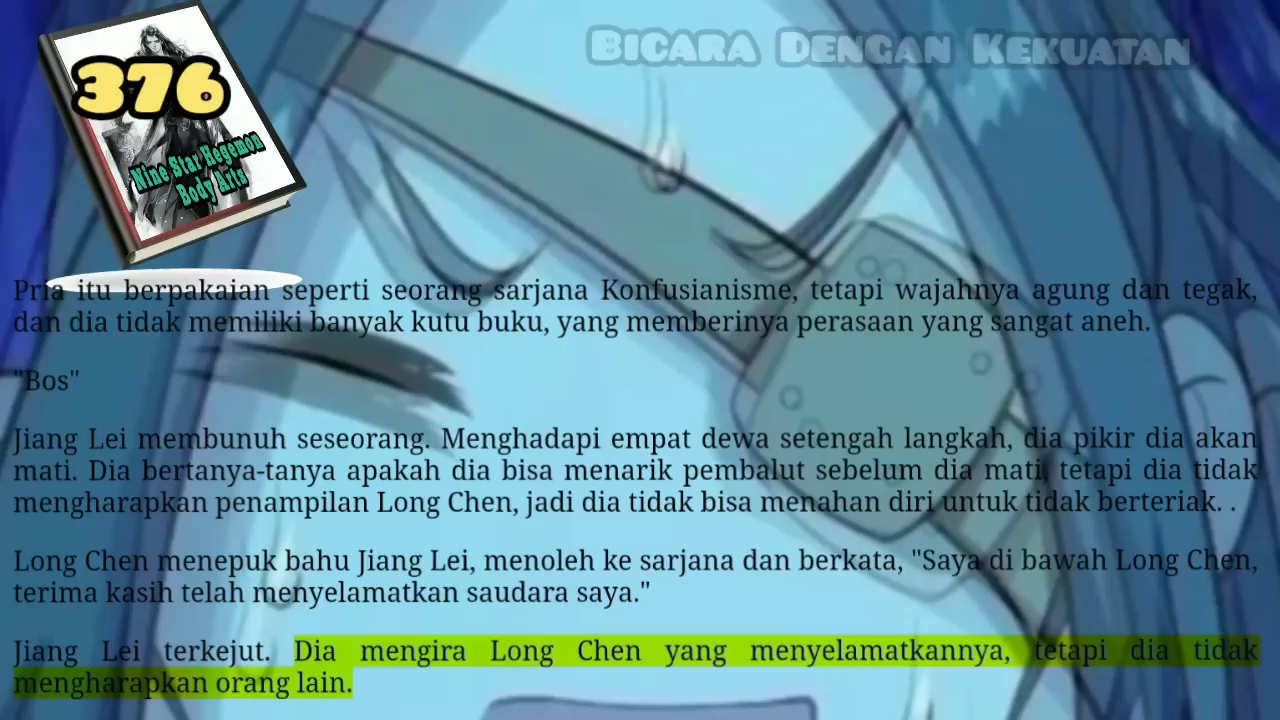 BICARA DENGAN KEKUATAN
376
Nine Star Hegemon
Body Arts
Pria itu berpakaian seperti seorang sarjana Konfusianisme, tetapi wajahnya agung dan tegak,
dan dia tidak memiliki banyak kutu buku, yang memberinya perasaan yang sangat aneh.
"Bos"
Jiang Lei membunuh seseorang. Menghadapi empat dewa setengah langkah, dia pikir dia akan
mati. Dia bertanya-tanya apakah dia bisa menarik pembalut sebelum dia mati, tetapi dia tidak
mengharapkan penampilan Long Chen, jadi dia tidak bisa menahan diri untuk tidak berteriak. .
Long Chen menepuk bahu Jiang Lei, menoleh ke sarjana dan berkata, "Saya di bawah Long Chen,
terima kasih telah menyelamatkan saudara saya."
Jiang Lei terkejut. Dia mengira Long Chen yang menyelamatkannya, tetapi dia tidak
mengharapkan orang lain.